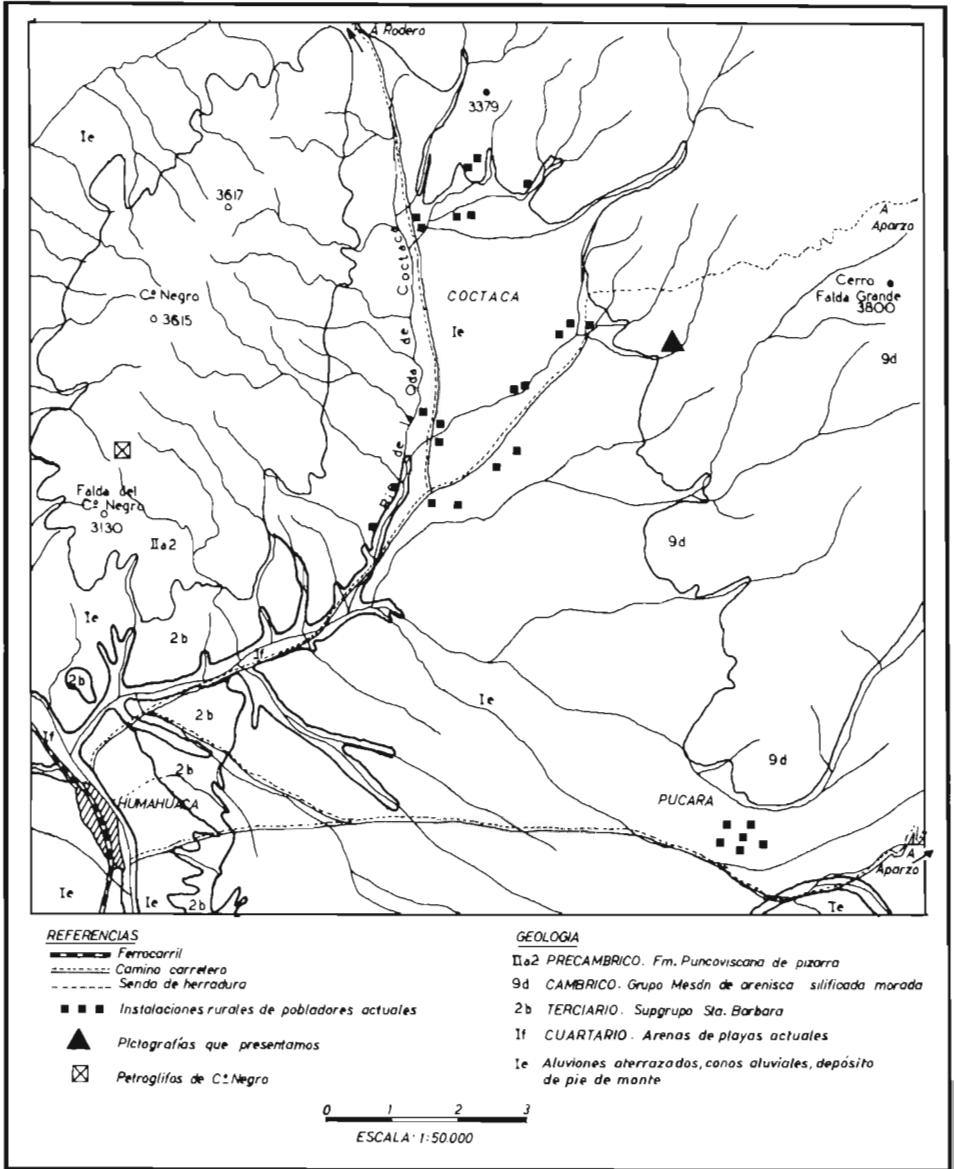 A Rodero
3379
Ie
3617
A
Aparzo
Cº Negro
3615
COCTACA
Cerro
Falda Grande
3800
Ie
9d
Río de la Qda de Coctaca
Falda del
Cº Negro
3130
IIa2
9d
Ie
2b
If
2b
Ie
2b
If
2b
9d
HUMAHUACA
PUCARA
A
Aparzo
Ie
Ie
2b
Ie
REFERENCIAS
Ferrocarril
Camino carretero
Senda de herradura
Instalaciones rurales de pobladores actuales
Pictografías que presentamos
Petroglifos de Cº Negro
GEOLOGIA
IIa2 PRECAMBRICO. Fm. Puncoviscana de pizarra
9d CAMBRICO. Grupo Mesón de arenisca silificada morada
2b TERCIARIO. Supgrupo Sta. Barbara
If CUARTARIO. Arenas de playas actuales
Ie Aluviones aterrazados, conos aluviales, depósito
de pie de monte
0 1 2 3
ESCALA: 1:50.000